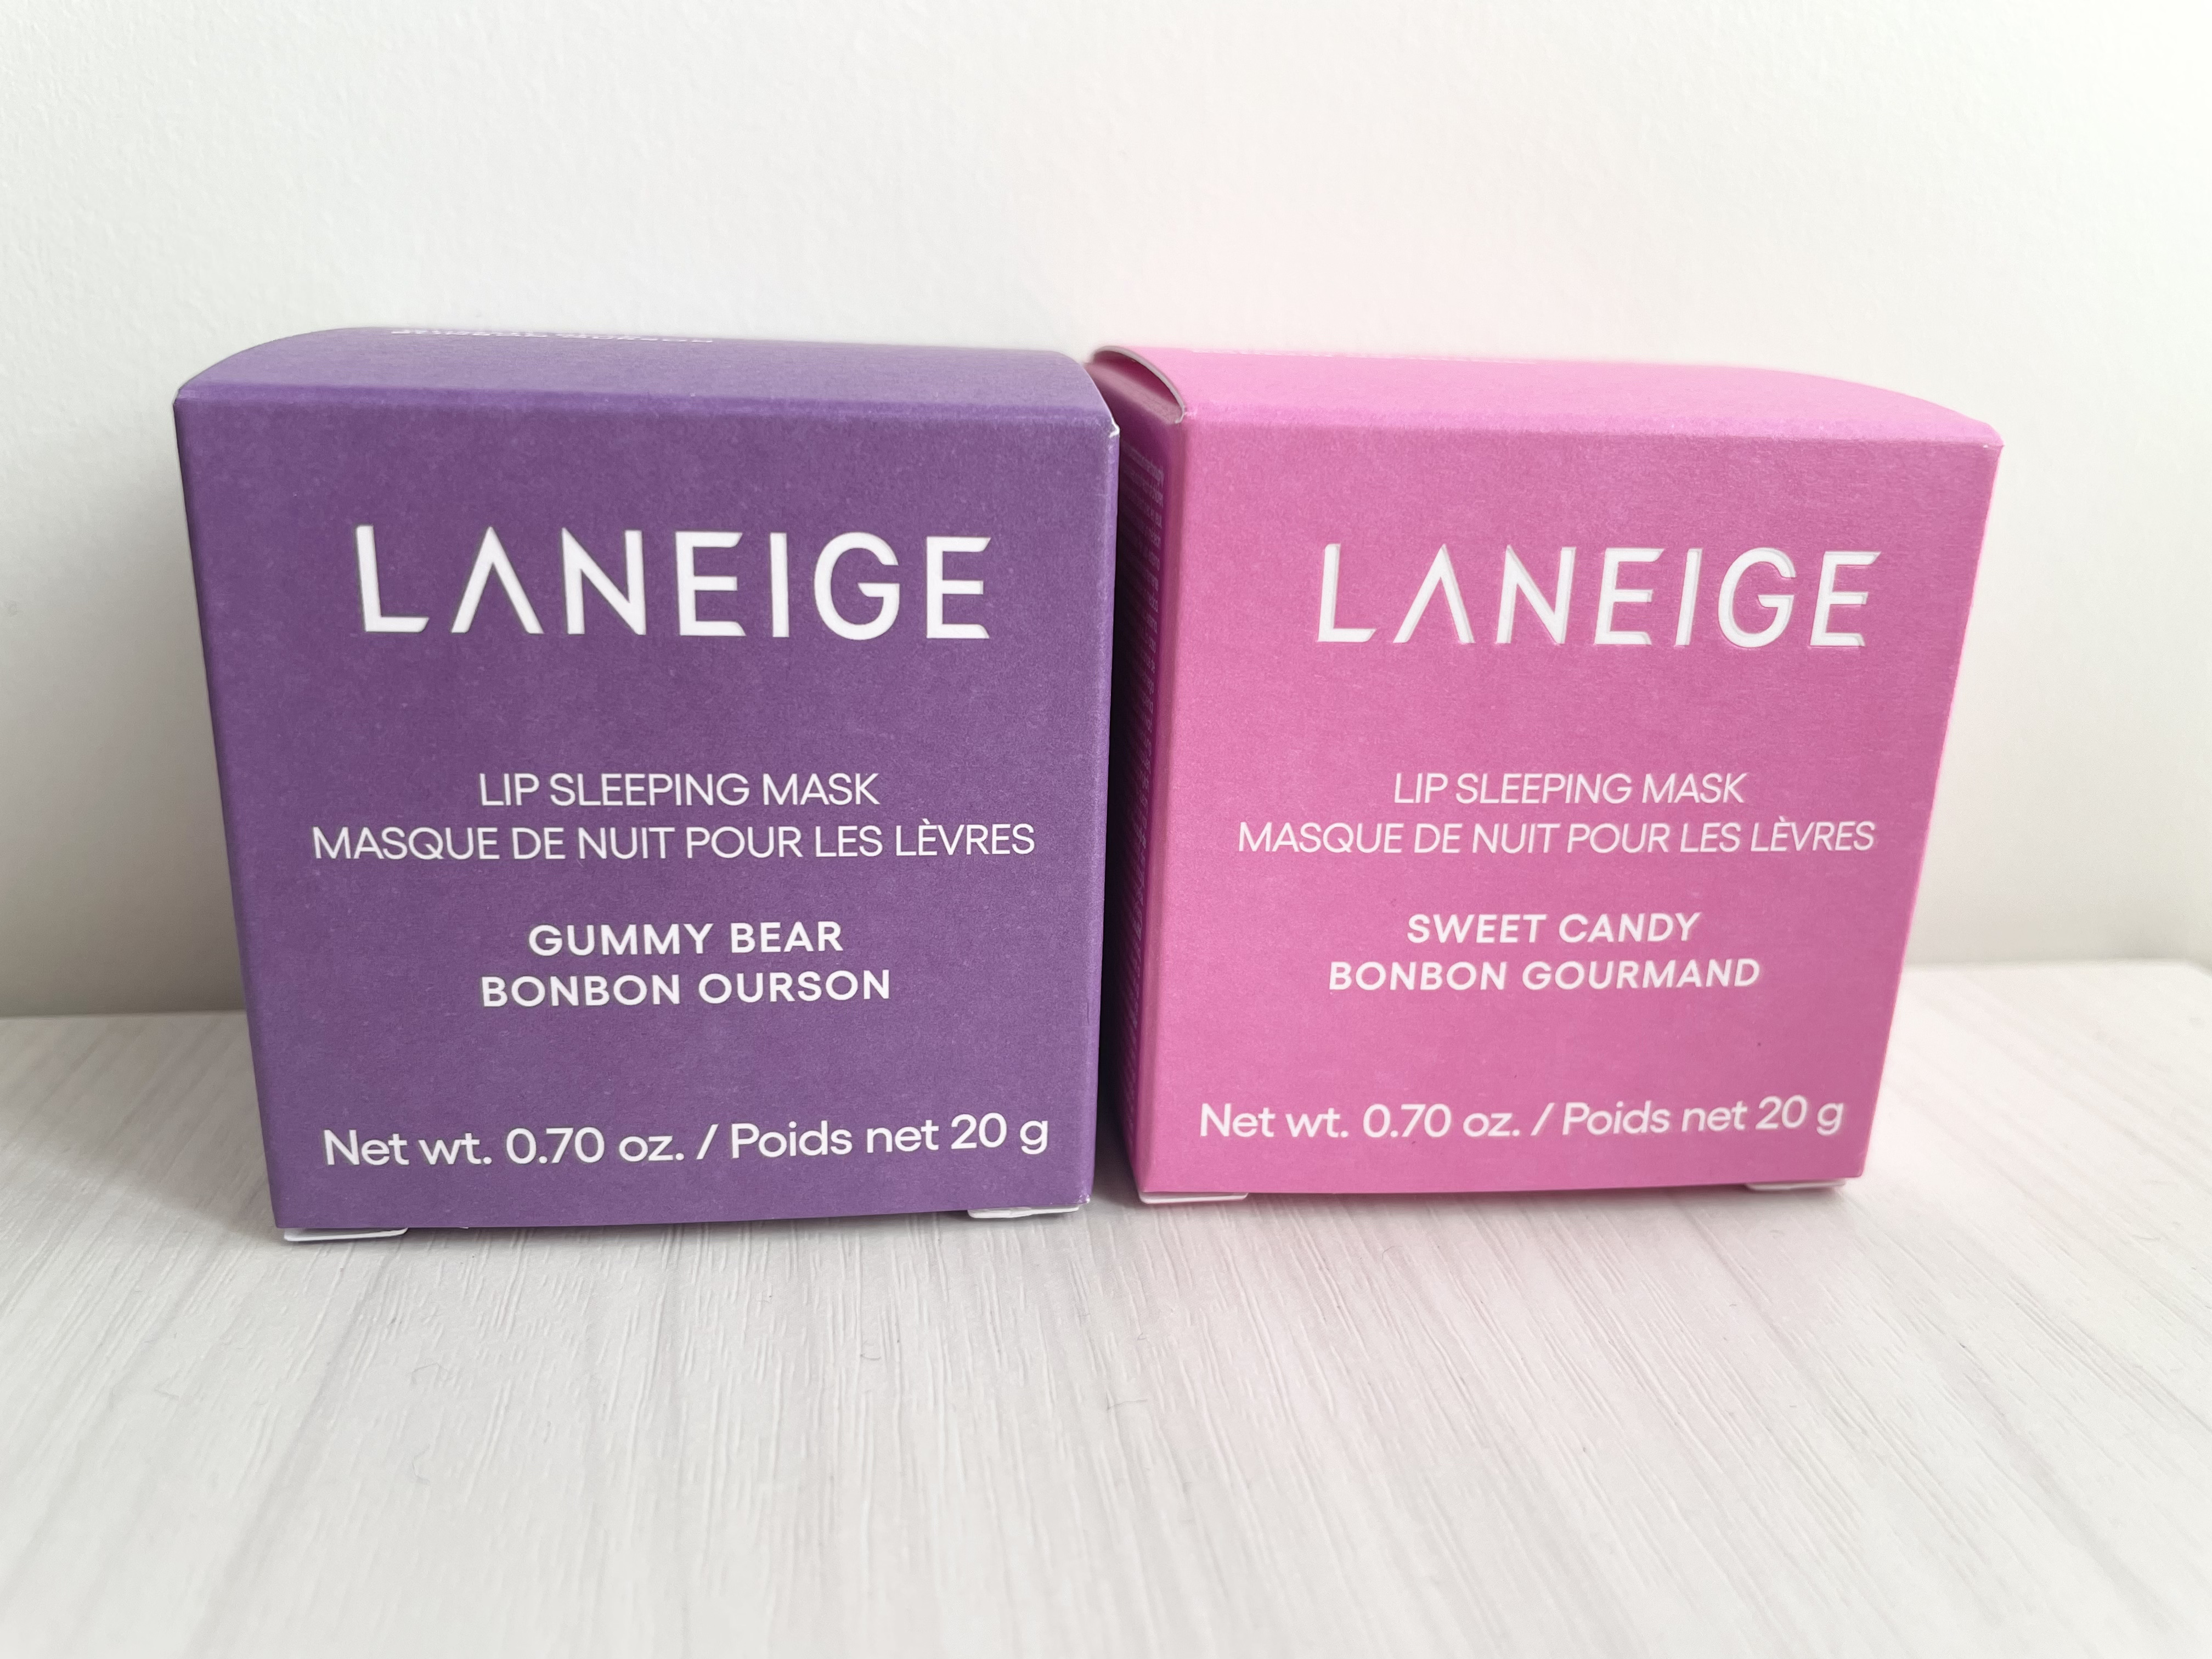 LANEIGE
LIP SLEEPING MASK
MASQUE DE NUIT POUR LES LÈVRES
GUMMY BEAR
BONBON OURSON
Net wt. 0.70 oz. / Poids net 20 g
LANEIGE
LIP SLEEPING MASK
MASQUE DE NUIT POUR LES LÈVRES
SWEET CANDY
BONBON GOURMAND
Net wt. 0.70 oz. / Poids net 20 g